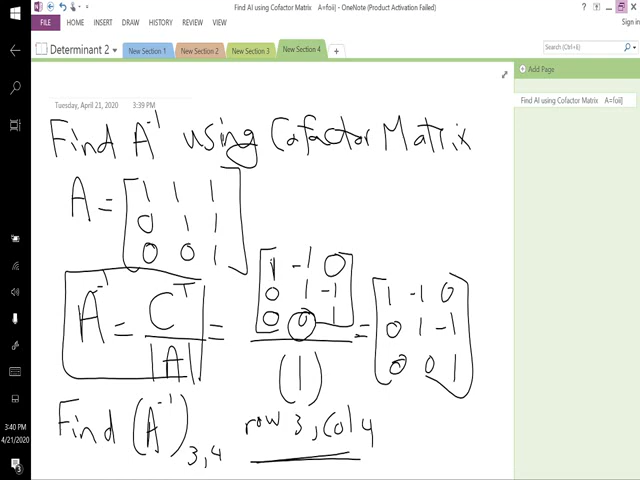 Find AI using Cofactor Matrix A=foii) - OneNote (Product Activation Failed)
FILE HOME INSERT DRAW HISTORY REVIEW VIEW Sign in
Determinant 2 New Section 1 New Section 2 New Section 3 New Section 4 + Search (Ctrl+E)
Add Page
Find AI using Cofactor Matrix A=foii]
Tuesday, April 21, 2020 3:39 PM
Find A⁻¹ using Cofactor Matrix
A = [1 1 1
0 1 1
0 0 1]
A⁻¹ = Cᵀ / |A| = [1 -1 0
0 1 -1
0 0 1] / (1) = [1 -1 0
0 1 -1
0 0 1]
Find (A⁻¹)₃,₄ row 3, col 4
3:40 PM
4/21/2020
3